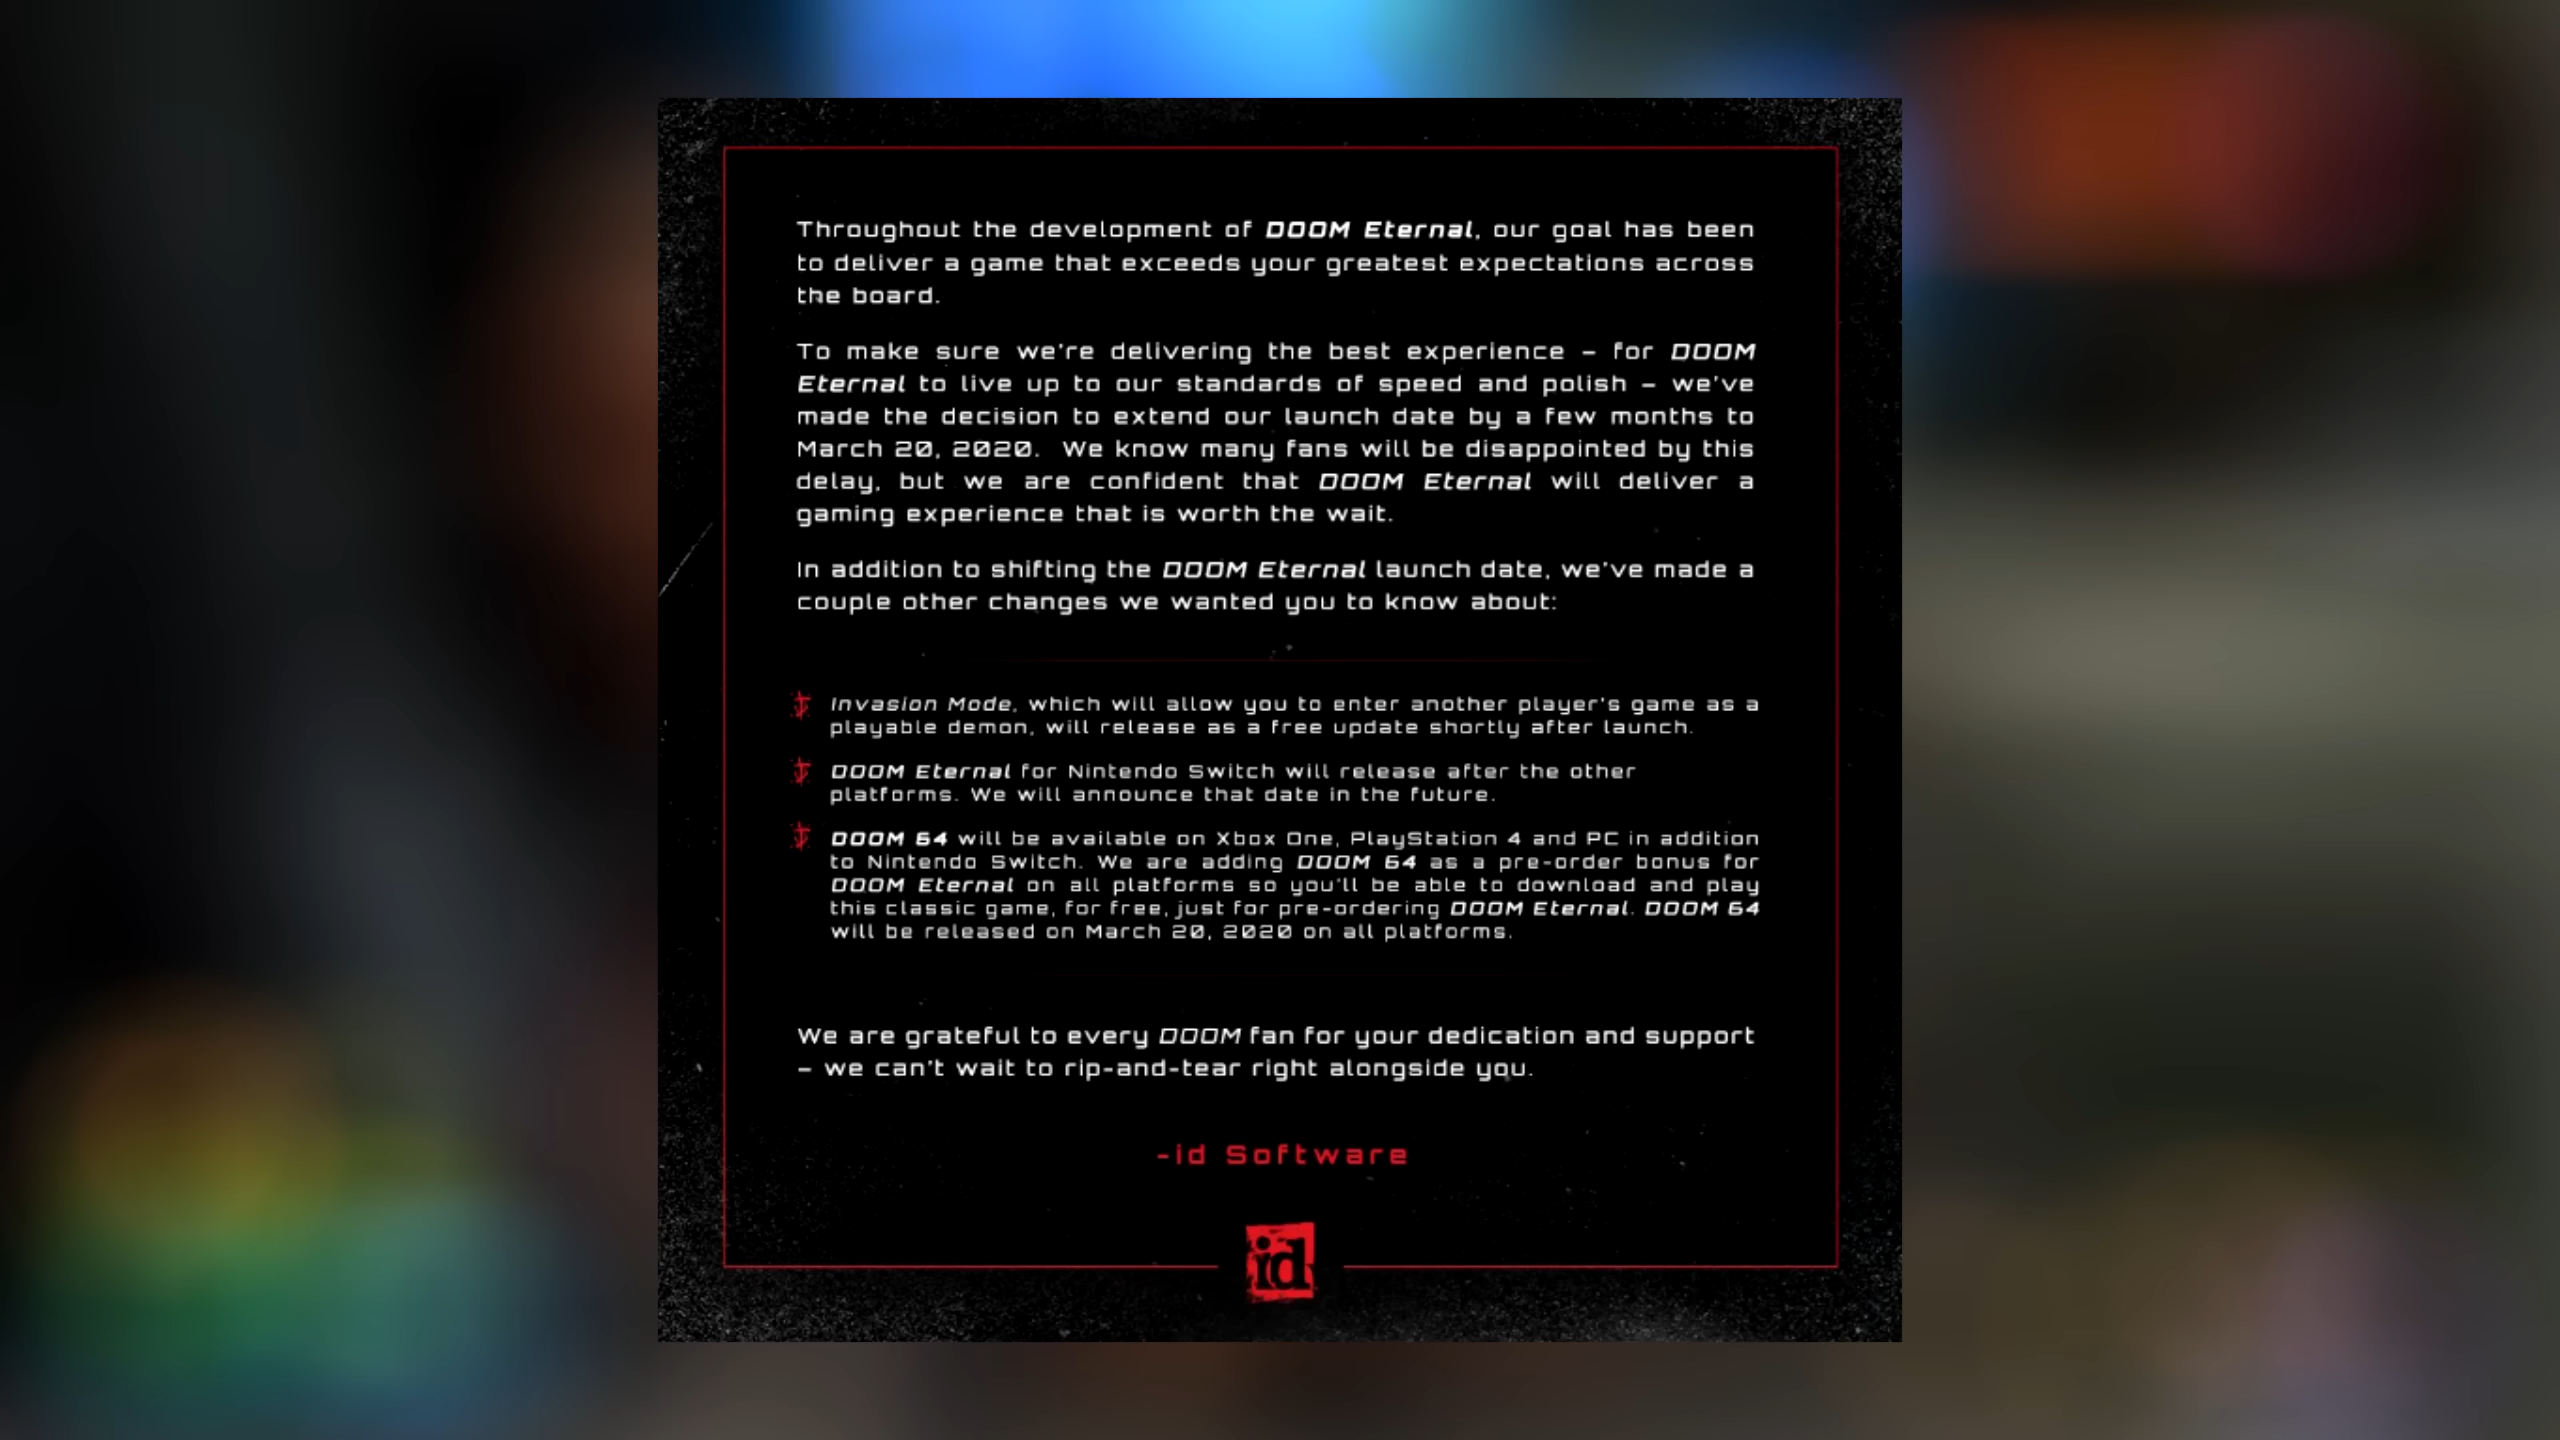 Throughout the development of DOOM Eternal, our goal has been
to deliver a game that exceeds your greatest expectations across
the board.
To make sure we're delivering the best experience – for DOOM
Eternal to live up to our standards of speed and polish – we've
made the decision to extend our launch date by a few months to
March 20, 2020.  We know many fans will be disappointed by this
delay, but we are confident that DOOM Eternal will deliver a
gaming experience that is worth the wait.
In addition to shifting the DOOM Eternal launch date, we've made a
couple other changes we wanted you to know about:
Invasion Mode, which will allow you to enter another player's game as a
playable demon, will release as a free update shortly after launch.
DOOM Eternal for Nintendo Switch will release after the other
platforms. We will announce that date in the future.
DOOM 64 will be available on Xbox One, PlayStation 4 and PC in addition
to Nintendo Switch. We are adding DOOM 64 as a pre-order bonus for
DOOM Eternal on all platforms so you'll be able to download and play
this classic game, for free, just for pre-ordering DOOM Eternal. DOOM 64
will be released on March 20, 2020 on all platforms.
We are grateful to every DOOM fan for your dedication and support
– we can't wait to rip-and-tear right alongside you.
-id Software
id